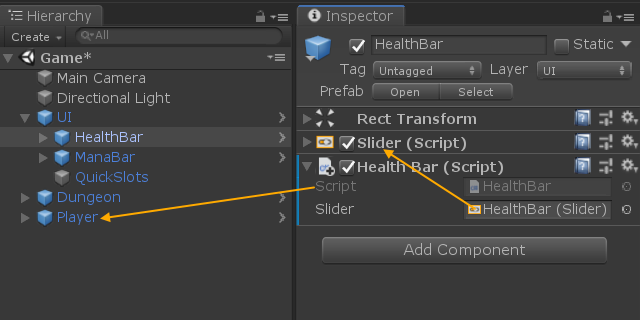 Hierarchy
Create
All
Game*
Main Camera
Directional Light
UI
HealthBar
ManaBar
QuickSlots
Dungeon
Player
Inspector
HealthBar
Static
Tag Untagged Layer UI
Prefab Open Select
Rect Transform
Slider (Script)
Health Bar (Script)
Script HealthBar
Slider HealthBar (Slider)
Add Component